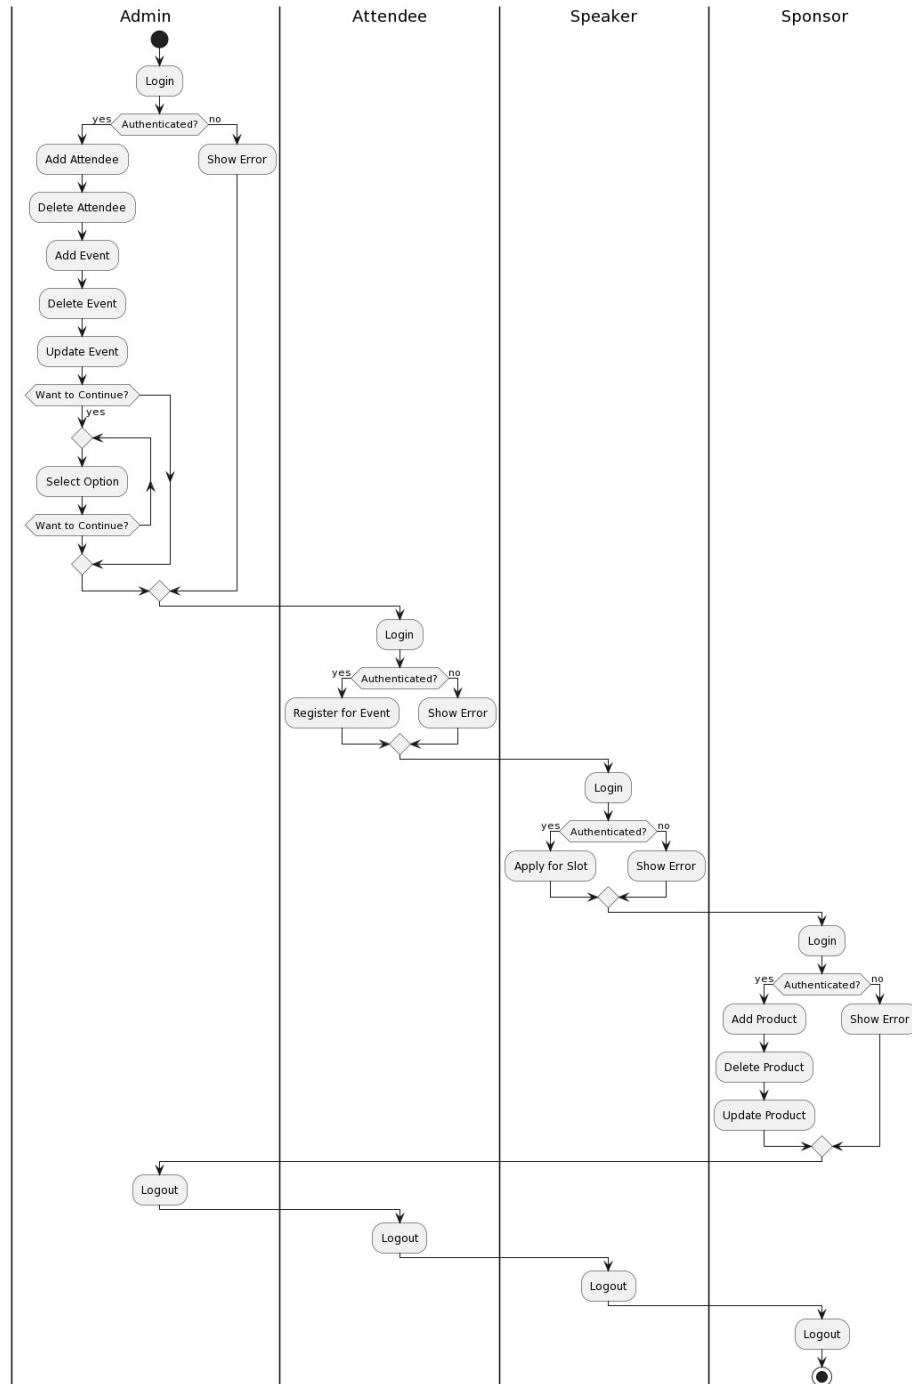 Admin
Attendee
Speaker
Sponsor
Login
yes
Authenticated?
no
Add Attendee
Show Error
Delete Attendee
Add Event
Delete Event
Update Event
Want to Continue?
yes
Select Option
Want to Continue?
Login
yes
Authenticated?
no
Register for Event
Show Error
Login
yes
Authenticated?
no
Apply for Slot
Show Error
Login
yes
Authenticated?
no
Add Product
Show Error
Delete Product
Update Product
Logout
Logout
Logout
Logout